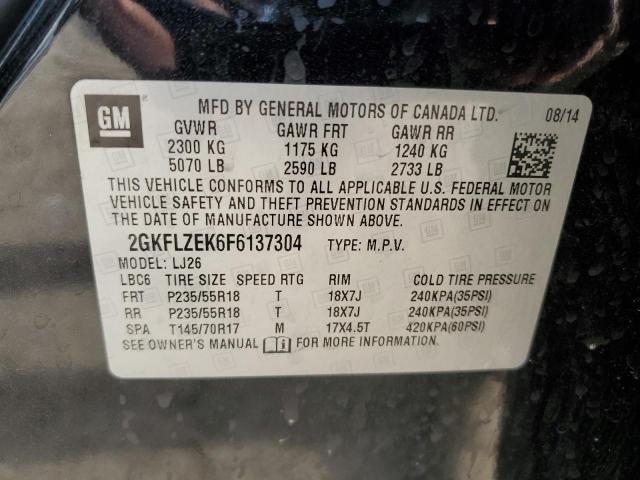 GM
MFD BY GENERAL MOTORS OF CANADA LTD. 08/14
GVWR GAWR FRT GAWR RR
2300 KG 1175 KG 1240 KG
5070 LB 2590 LB 2733 LB
THIS VEHICLE CONFORMS TO ALL APPLICABLE U.S. FEDERAL MOTOR
VEHICLE SAFETY AND THEFT PREVENTION STANDARDS IN EFFECT ON
THE DATE OF MANUFACTURE SHOWN ABOVE.
2GKFLZEK6F6137304 TYPE: M.P.V.
MODEL: LJ26
LBC6 TIRE SIZE SPEED RTG RIM COLD TIRE PRESSURE
FRT P235/55R18 T 18X7J 240KPA(35PSI)
RR P235/55R18 T 18X7J 240KPA(35PSI)
SPA T145/70R17 M 17X4.5T 420KPA(60PSI)
SEE OWNER'S MANUAL FOR MORE INFORMATION.